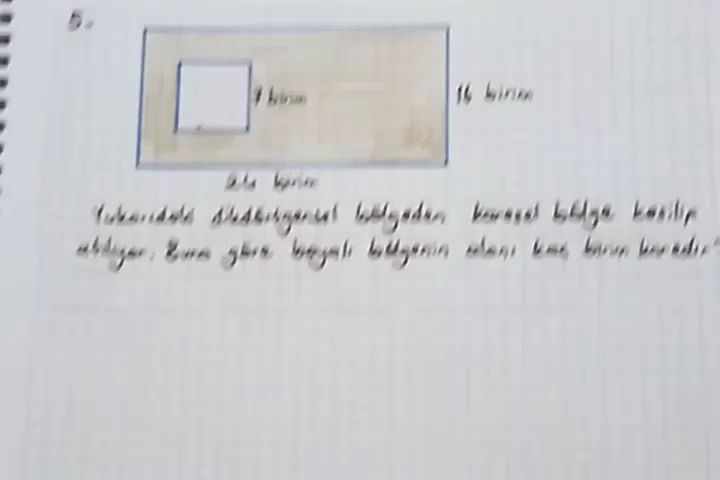 5.
7 birim
16 birim
24 birim
Yukarıdaki dikdörtgensel bölgeden karesel bölge kesilip
atılıyor. Buna göre boyalı bölgenin alanı kaç birim karedir?